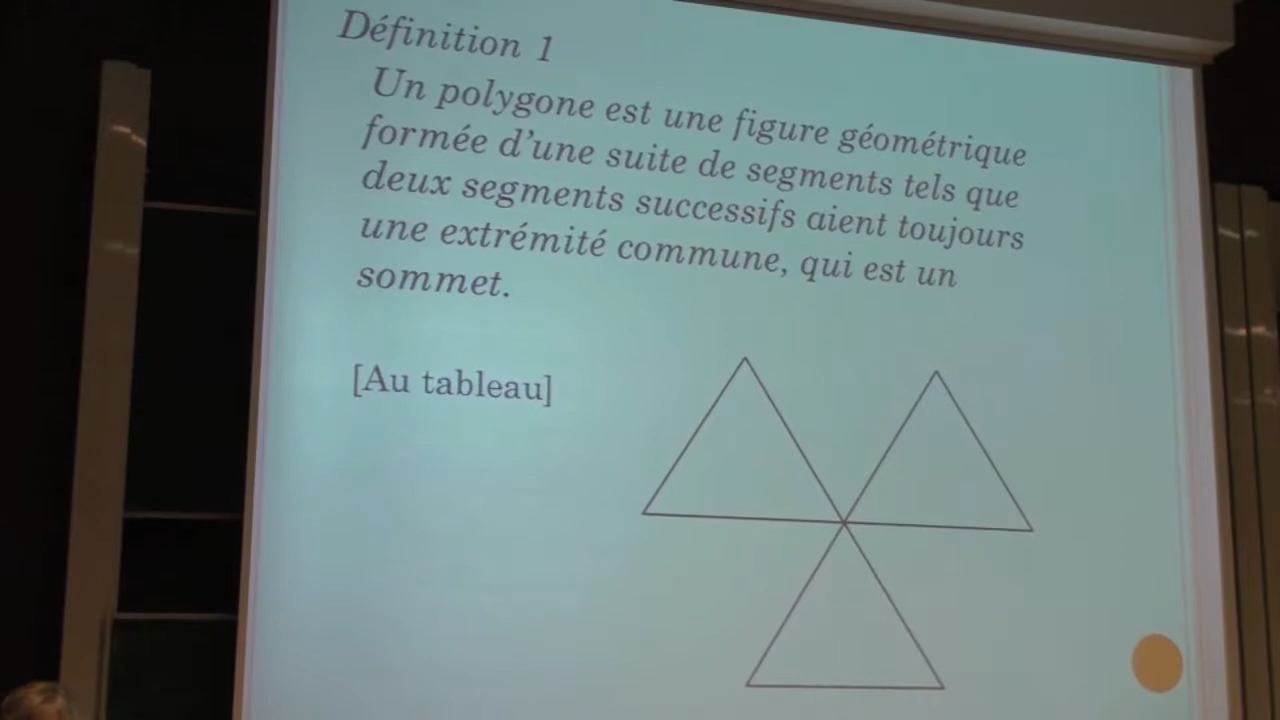 Définition 1
Un polygone est une figure géométrique
formée d'une suite de segments tels que
deux segments successifs aient toujours
une extrémité commune, qui est un
sommet.
[Au tableau]